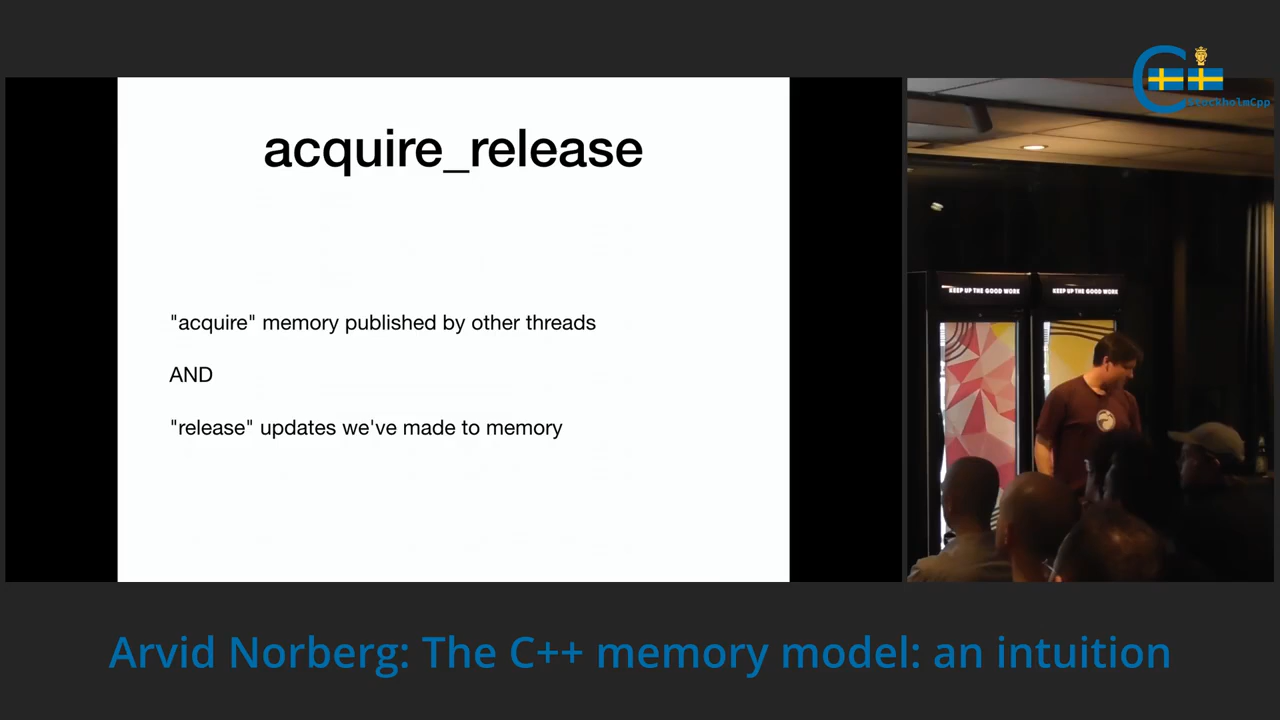 StockholmCpp
acquire_release
"acquire" memory published by other threads
AND
"release" updates we've made to memory
KEEP UP THE GOOD WORK
KEEP UP THE GOOD WORK
Arvid Norberg: The C++ memory model: an intuition